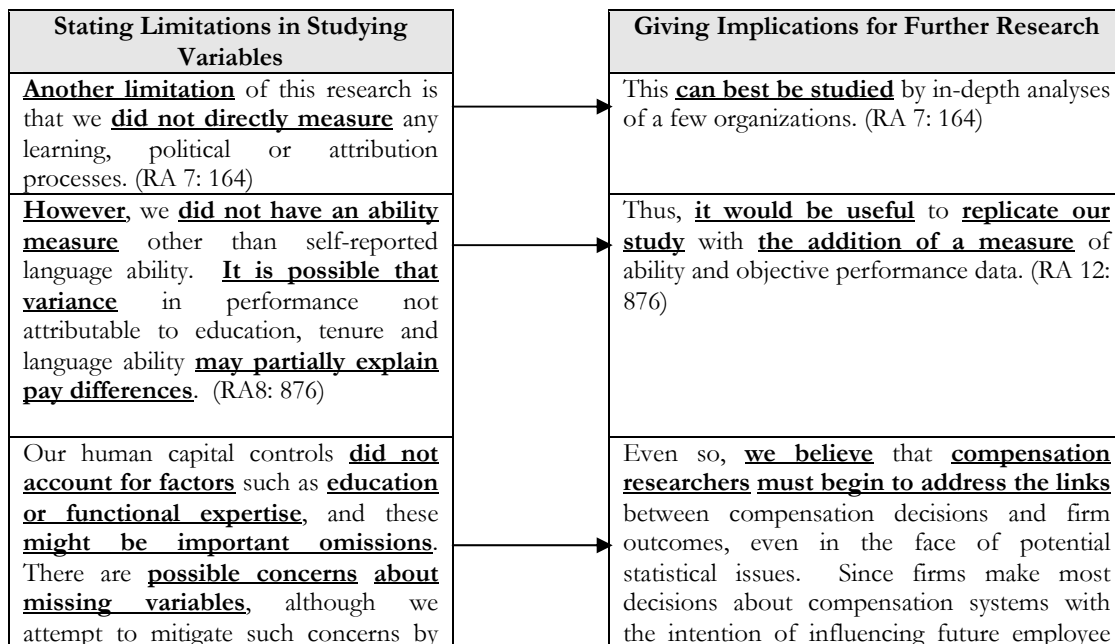 Stating Limitations in Studying
Variables
Another limitation of this research is
that we did not directly measure any
learning, political or attribution
processes. (RA 7: 164)
However, we did not have an ability
measure other than self-reported
language ability. It is possible that
variance in performance not
attributable to education, tenure and
language ability may partially explain
pay differences. (RA8: 876)
Our human capital controls did not
account for factors such as education
or functional expertise, and these
might be important omissions.
There are possible concerns about
missing variables, although we
attempt to mitigate such concerns by
Giving Implications for Further Research
This can best be studied by in-depth analyses
of a few organizations. (RA 7: 164)
Thus, it would be useful to replicate our
study with the addition of a measure of
ability and objective performance data. (RA 12:
876)
Even so, we believe that compensation
researchers must begin to address the links
between compensation decisions and firm
outcomes, even in the face of potential
statistical issues. Since firms make most
decisions about compensation systems with
the intention of influencing future employee